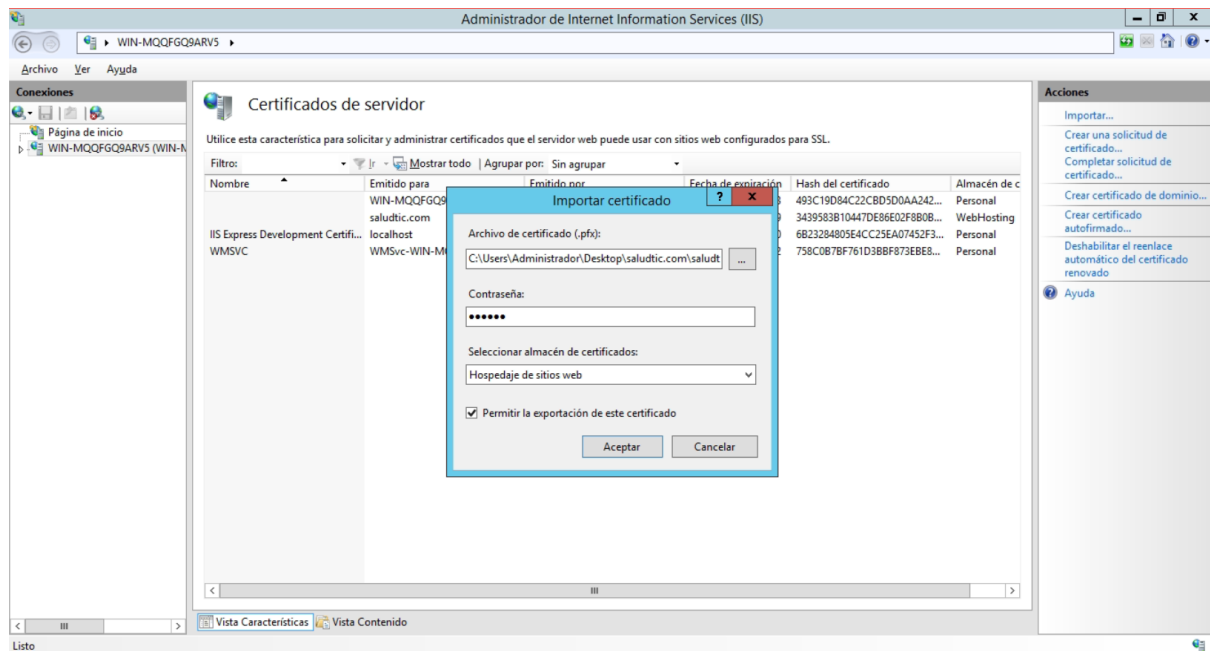 Administrador de Internet Information Services (IIS)
WIN-MQQFGQ9ARV5
Archivo Ver Ayuda
Conexiones
Página de inicio
WIN-MQQFGQ9ARV5 (WIN-M
Certificados de servidor
Utilice esta característica para solicitar y administrar certificados que el servidor web puede usar con sitios web configurados para SSL.
Filtro: Ir Mostrar todo Agrupar por: Sin agrupar
Nombre Emitido para Emitido por Fecha de expiración Hash del certificado Almacén de c
WIN-MQQFGQ9 3 493C19D84C22CBD5D0AA242... Personal
saludtic.com 9 3439583B10447DE86E02F8B0B... WebHosting
IIS Express Development Certifi... localhost 0 6B23284805E4CC25EA07452F3... Personal
WMSVC WMSvc-WIN-M 2 758C0B7BF761D3BBF873EBE8... Personal
Importar certificado
Archivo de certificado (.pfx):
C:\Users\Administrador\Desktop\saludtic.com\saludt
...
Contraseña:
••••••
Seleccionar almacén de certificados:
Hospedaje de sitios web
Permitir la exportación de este certificado
Aceptar Cancelar
Vista Características Vista Contenido
Listo
Acciones
Importar...
Crear una solicitud de
certificado...
Completar solicitud de
certificado...
Crear certificado de dominio...
Crear certificado
autofirmado...
Deshabilitar el reenlace
automático del certificado
renovado
Ayuda